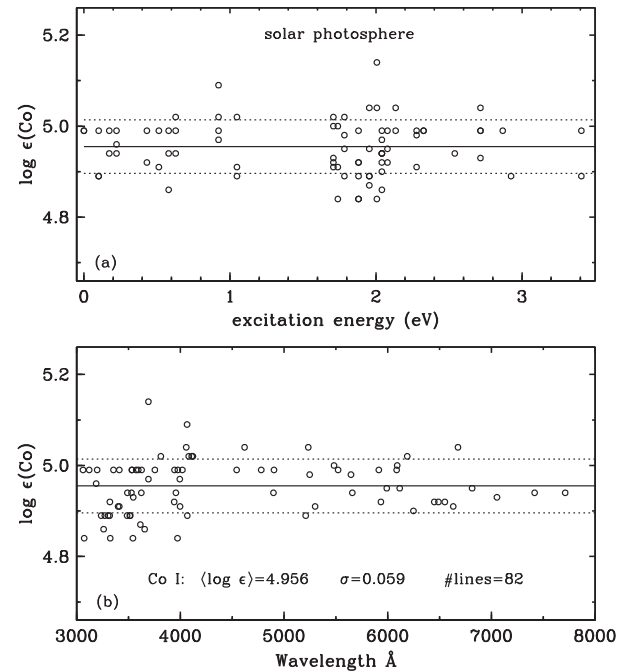 5.2
solar photosphere
5.0
log ϵ(Co)
4.8
(a)
0 1 2 3
excitation energy (eV)
5.2
5.0
log ϵ(Co)
4.8
Co I: ⟨log ϵ⟩=4.956 σ=0.059 #lines=82
(b)
3000 4000 5000 6000 7000 8000
Wavelength Å